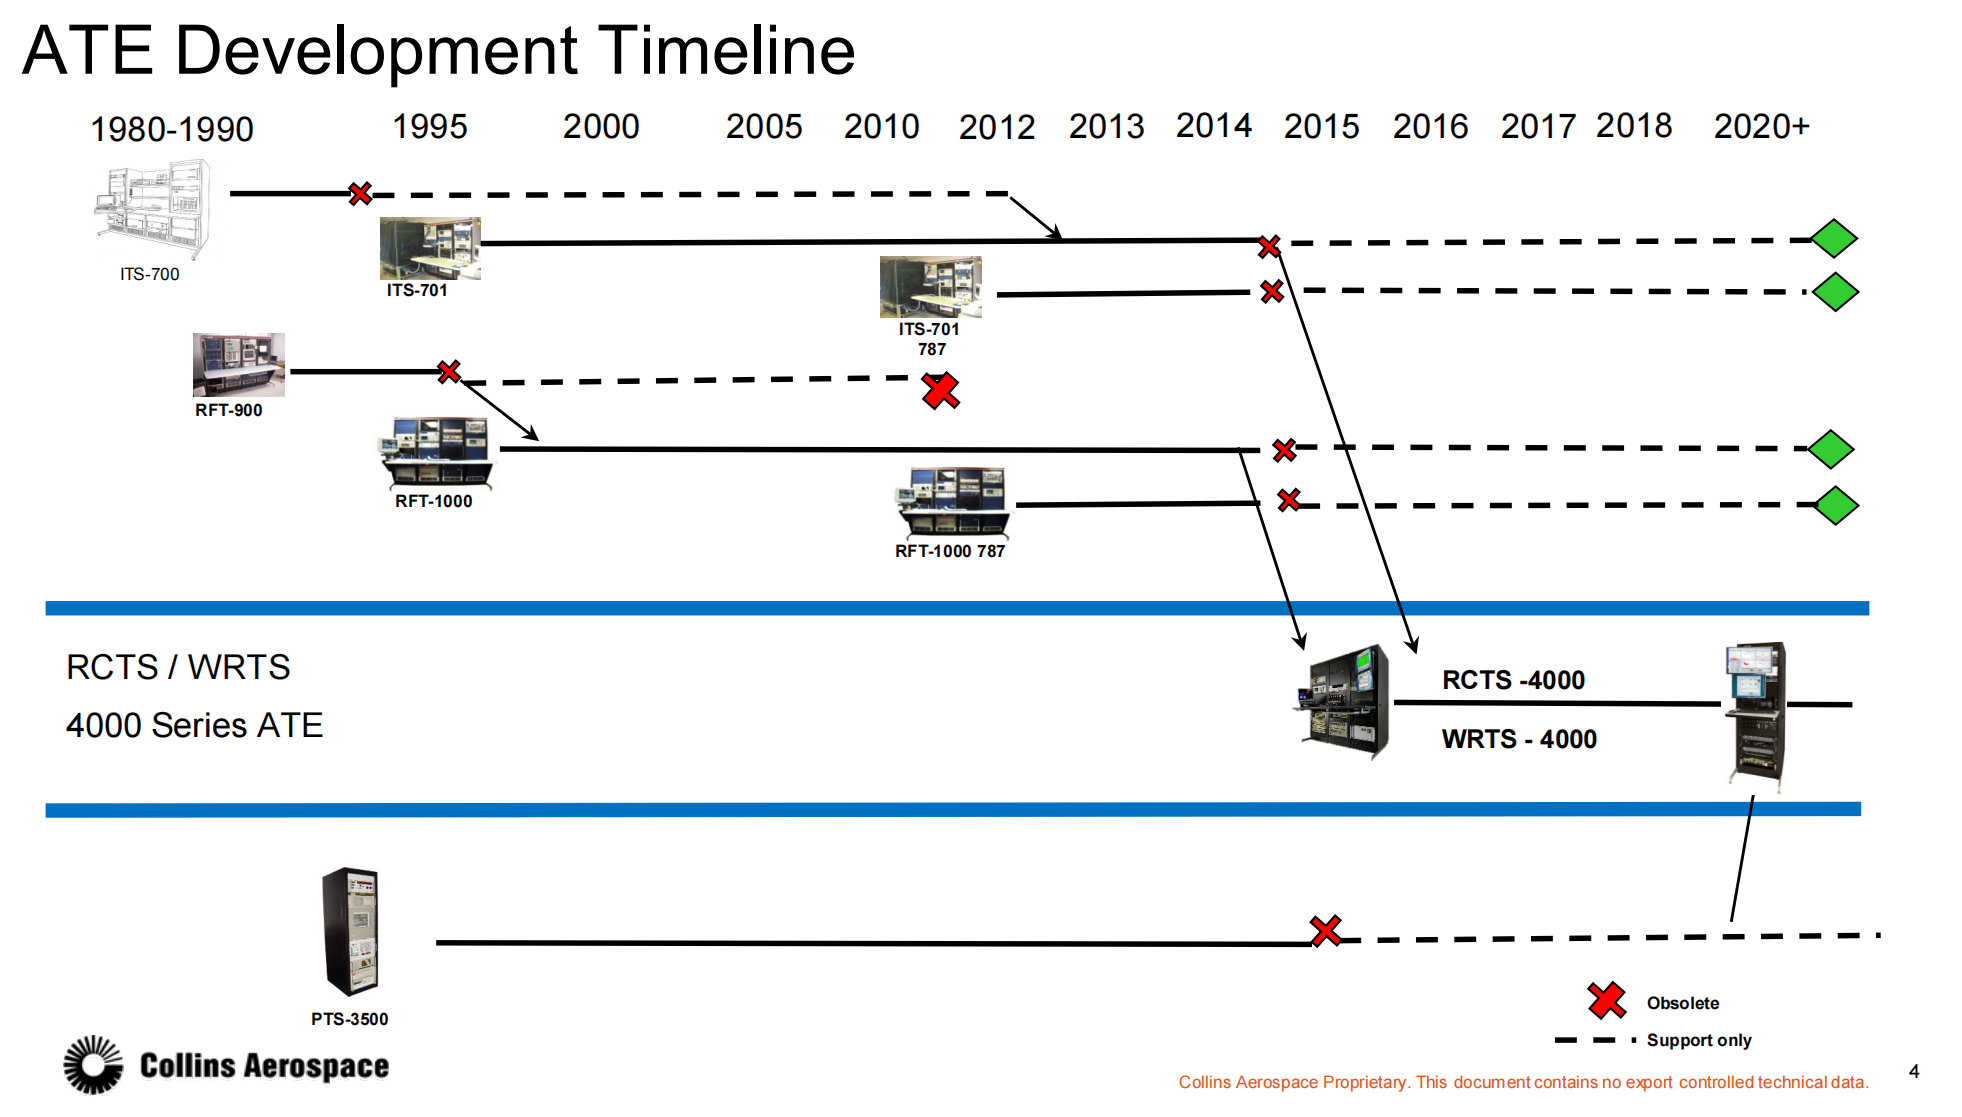 ATE Development Timeline
1980-1990 1995 2000 2005 2010 2012 2013 2014 2015 2016 2017 2018 2020+
ITS-700
ITS-701
ITS-701
787
RFT-900
RFT-1000
RFT-1000 787
RCTS / WRTS
4000 Series ATE
RCTS -4000
WRTS - 4000
PTS-3500
Obsolete
Support only
Collins Aerospace
Collins Aerospace Proprietary. This document contains no export controlled technical data.
4